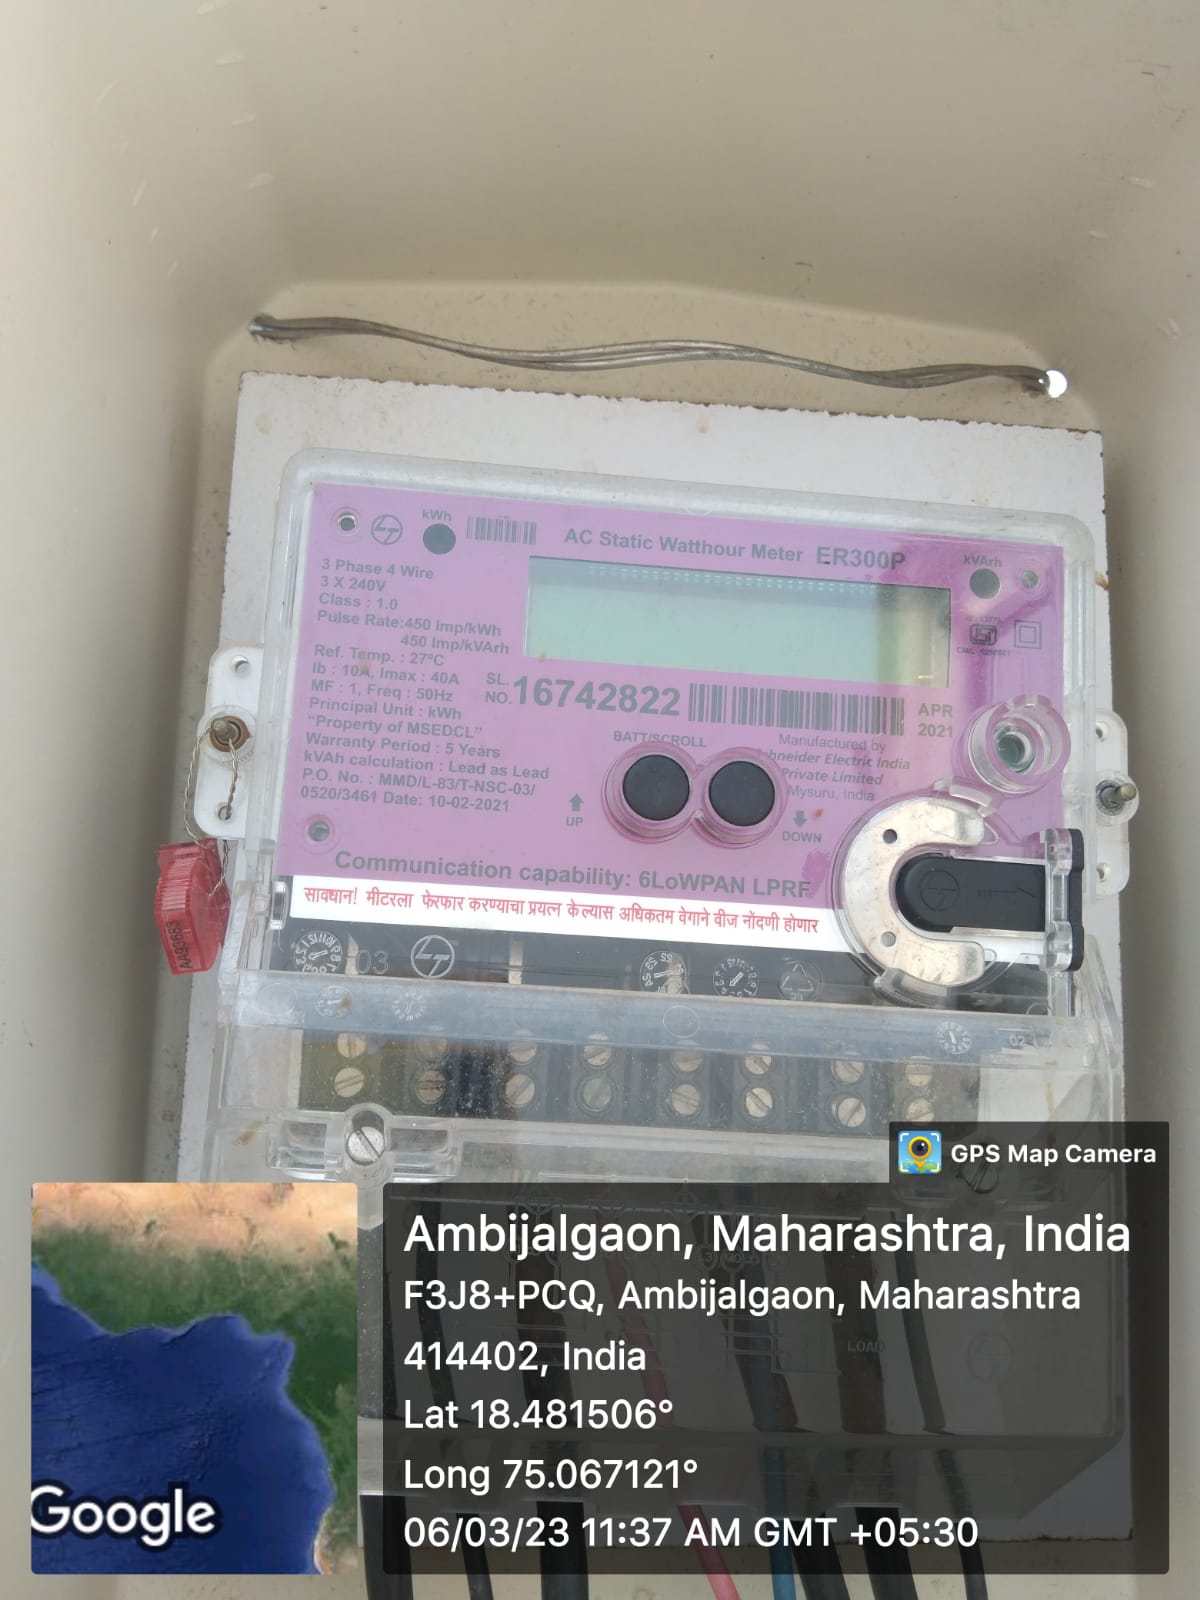 kWh
AC Static Watthour Meter ER300P
kVArh
3 Phase 4 Wire
3 X 240V
Class : 1.0
Pulse Rate:450 Imp/kWh
450 Imp/kVArh
Ref. Temp. : 27°C
Ib : 10A, Imax : 40A
MF : 1, Freq : 50Hz
Principal Unit : kWh
"Property of MSEDCL"
Warranty Period : 5 Years
kVAh calculation : Lead as Lead
P.O. No. : MMD/L-83/T-NSC-03/
0520/3461 Date: 10-02-2021
SL.
NO. 16742822
APR
2021
BATT/SCROLL
Manufactured by
Schneider Electric India
Private Limited
Mysuru, India
UP
DOWN
Communication capability: 6LoWPAN LPRF
सावधान! मीटरला फेरफार करण्याचा प्रयत्न केल्यास अधिकतम वेगाने वीज नोंदणी होणार
03
02
LOAD
GPS Map Camera
Ambijalgaon, Maharashtra, India
F3J8+PCQ, Ambijalgaon, Maharashtra
414402, India
Lat 18.481506°
Long 75.067121°
06/03/23 11:37 AM GMT +05:30
Google